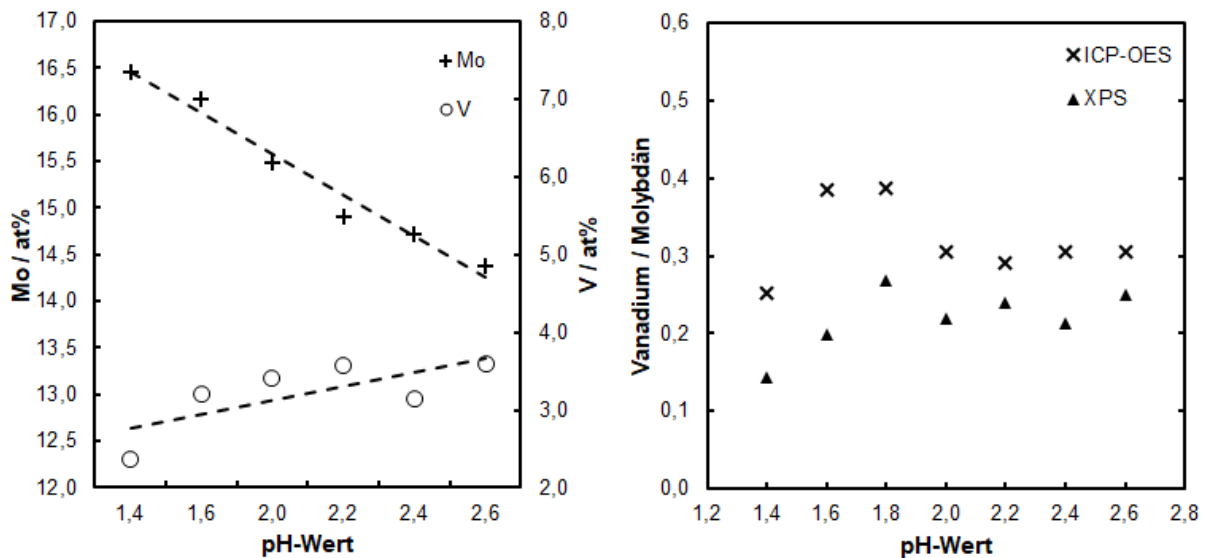 17,0
16,5
16,0
15,5
15,0
14,5
14,0
13,5
13,0
12,5
12,0
Mo / at%
8,0
7,0
6,0
5,0
4,0
3,0
2,0
V / at%
Mo
V
1,4 1,6 2,0 2,2 2,4 2,6
pH-Wert
0,6
0,5
0,4
0,3
0,2
0,1
0,0
Vanadium / Molybdän
ICP-OES
XPS
1,2 1,4 1,6 1,8 2,0 2,2 2,4 2,6 2,8
pH-Wert